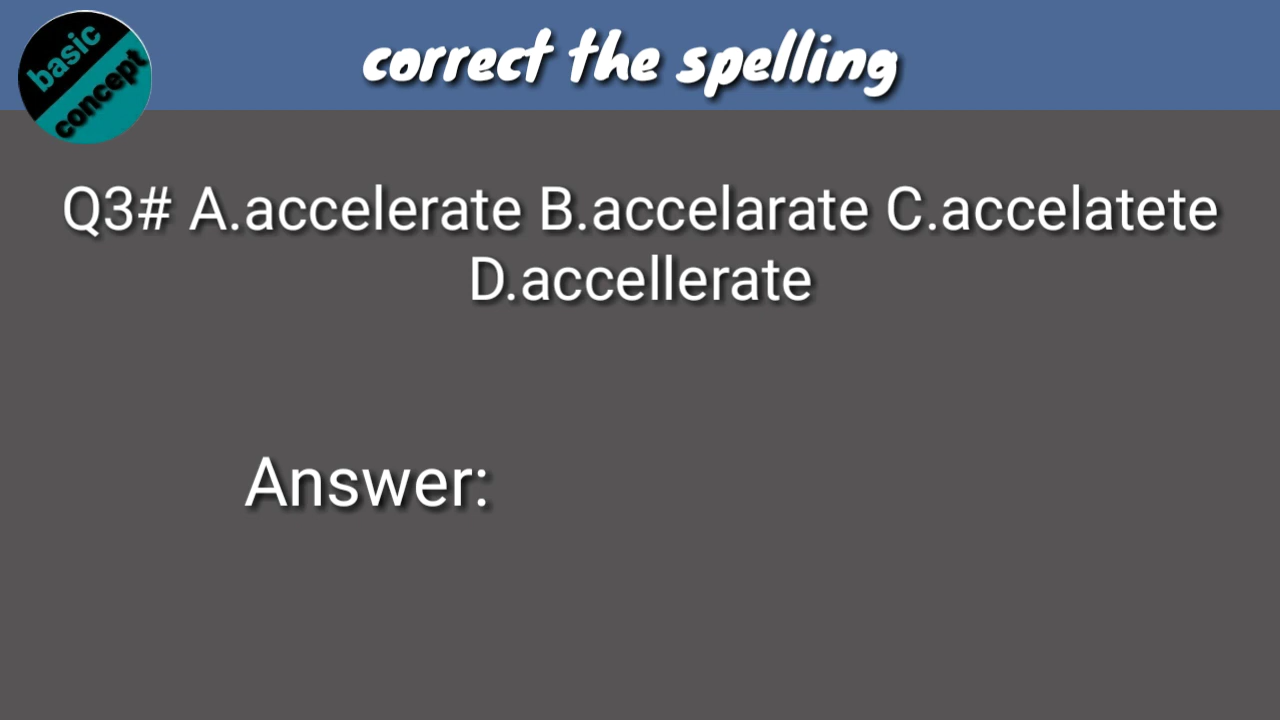 basic
concept
correct the spelling
Q3# A.accelerate B.accelarate C.accelatete
D.accellerate
Answer: